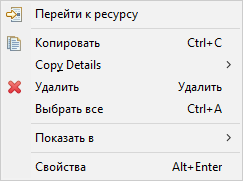 Перейти к ресурсу
Копировать Ctrl+C
Copy Details
Удалить Удалить
Выбрать все Ctrl+A
Показать в
Свойства Alt+Enter